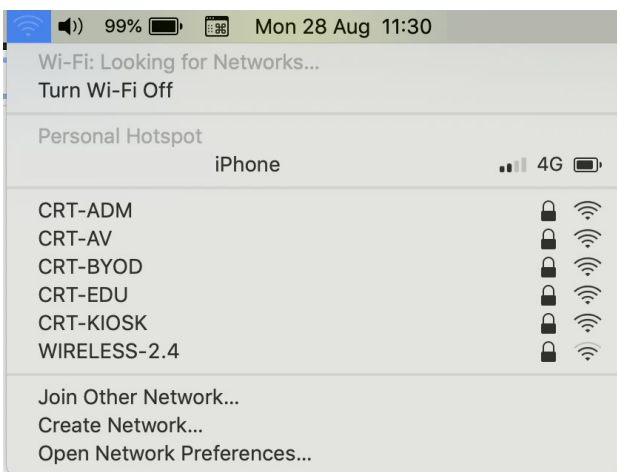 99% Mon 28 Aug 11:30
Wi-Fi: Looking for Networks...
Turn Wi-Fi Off
Personal Hotspot
iPhone 4G
CRT-ADM
CRT-AV
CRT-BYOD
CRT-EDU
CRT-KIOSK
WIRELESS-2.4
Join Other Network...
Create Network...
Open Network Preferences...